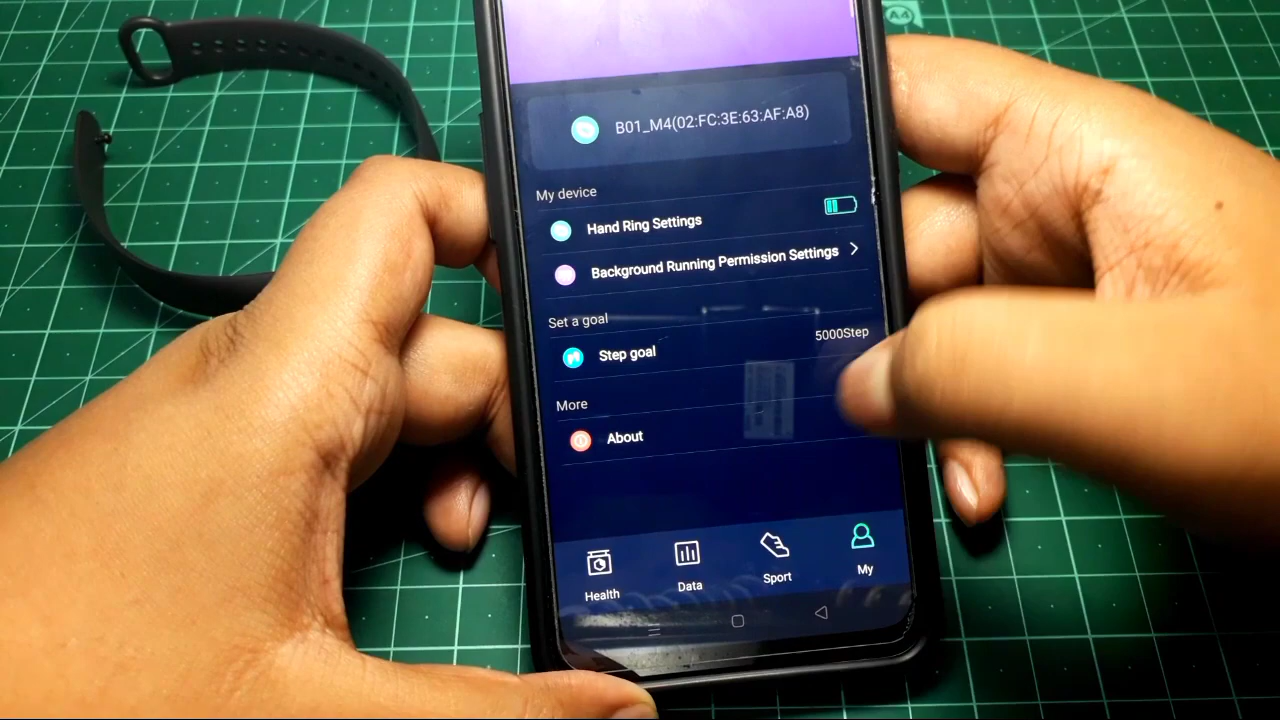 A4
B01_M4(02:FC:3E:63:AF:A8)
My device
Hand Ring Settings
Background Running Permission Settings
Set a goal
Step goal
5000Step
More
About
Health
Data
Sport
My